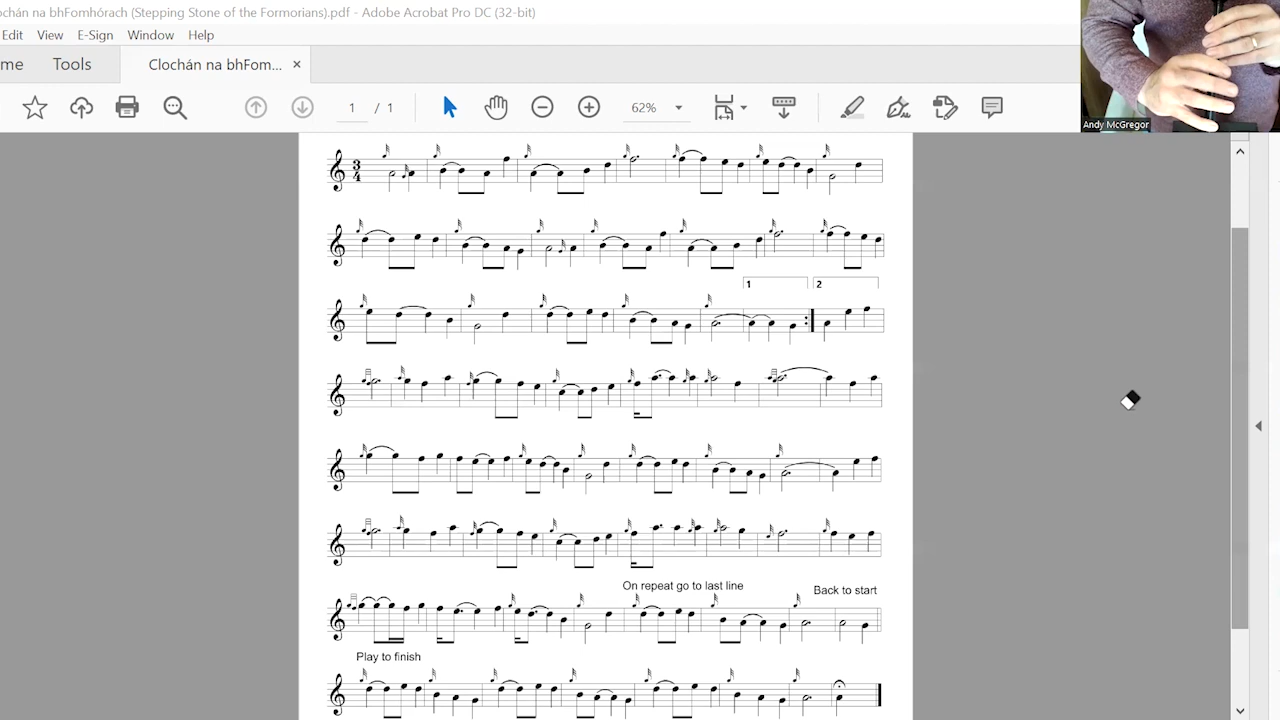 ochán na bhFomhórach (Stepping Stone of the Formorians).pdf - Adobe Acrobat Pro DC (32-bit)
Edit View E-Sign Window Help
me Tools Clochán na bhFom... ×
1 / 1 62%
Andy McGregor
3
4
1 2
On repeat go to last line
Back to start
Play to finish